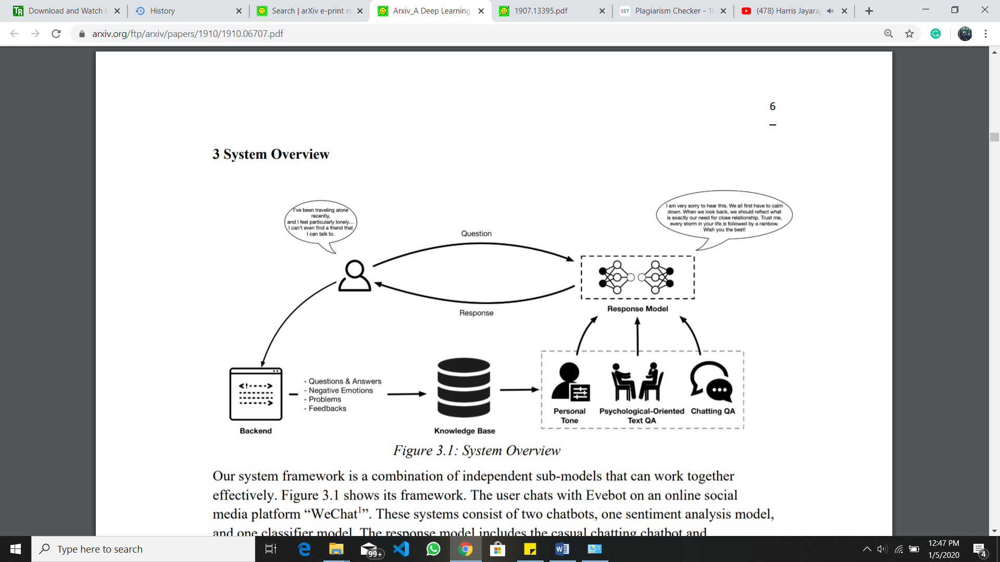 Download and Watch L
History
Search | arXiv e-print re
Arxiv_A Deep Learning
1907.13395.pdf
SST
Plagiarism Checker - 10
(478) Harris Jayaraj
arxiv.org/ftp/arxiv/papers/1910/1910.06707.pdf
6
3 System Overview
I've been traveling alone
recently,
and I feel particularly lonely...
I can't even find a friend that
I can talk to.
I am very sorry to hear this. We all first have to calm
down. When we look back, we should reflect what
is exactly our need for close relationship. Trust me,
every storm in your life is followed by a rainbow.
Wish you the best!
Question
Response
Response Model
- Questions & Answers
- Negative Emotions
- Problems
- Feedbacks
Backend
Knowledge Base
Personal
Tone
Psychological-Oriented
Text QA
Chatting QA
Figure 3.1: System Overview
Our system framework is a combination of independent sub-models that can work together
effectively. Figure 3.1 shows its framework. The user chats with Evebot on an online social
media platform “WeChat¹”. These systems consist of two chatbots, one sentiment analysis model,
and one classifier model. The response model includes the casual chatting chatbot and
Type here to search
99+
12:47 PM
1/5/2020
4